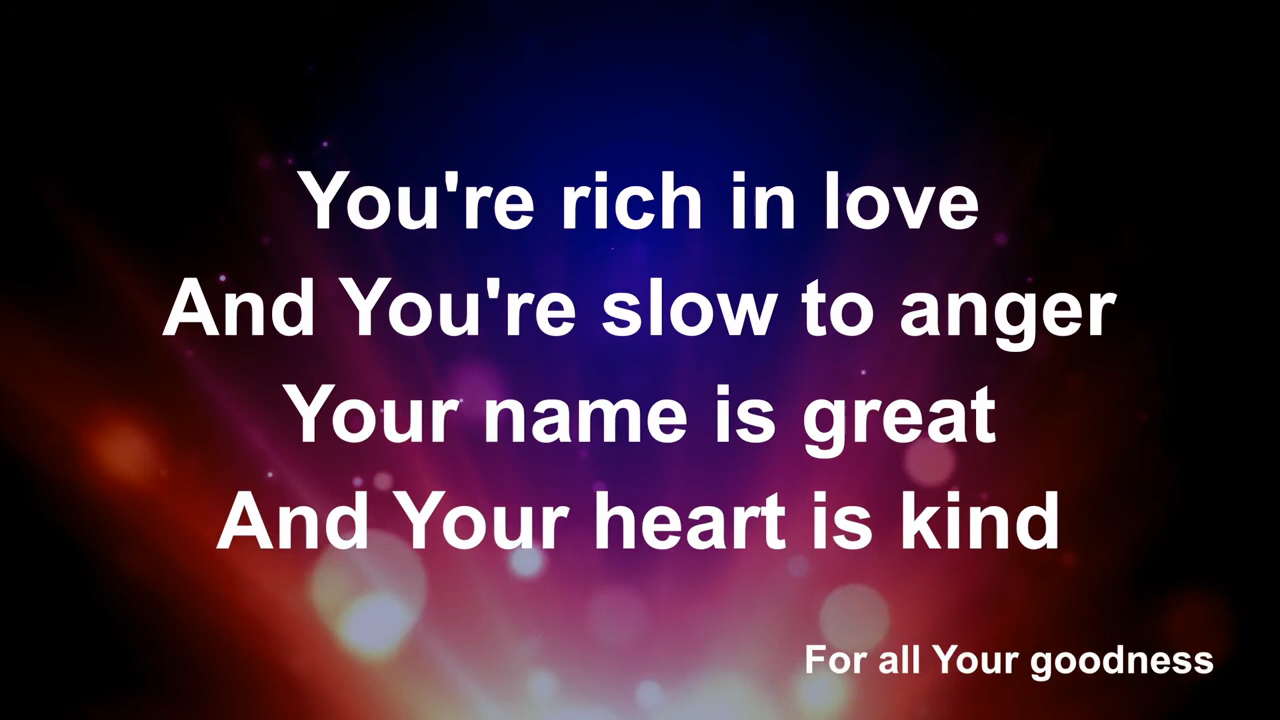 You're rich in love
And You're slow to anger
Your name is great
And Your heart is kind
For all Your goodness